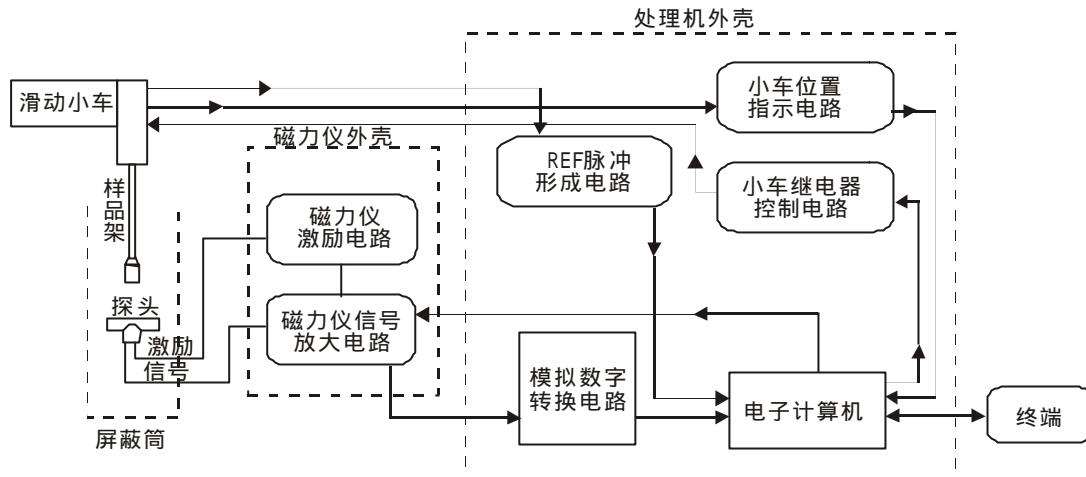 处理机外壳
滑动小车
小车位置
指示电路
磁力仪外壳
REF脉冲
形成电路
小车继电器
控制电路
样品架
磁力仪
激励电路
探头
激励
信号
磁力仪信号
放大电路
模拟数字
转换电路
电子计算机
终端
屏蔽筒